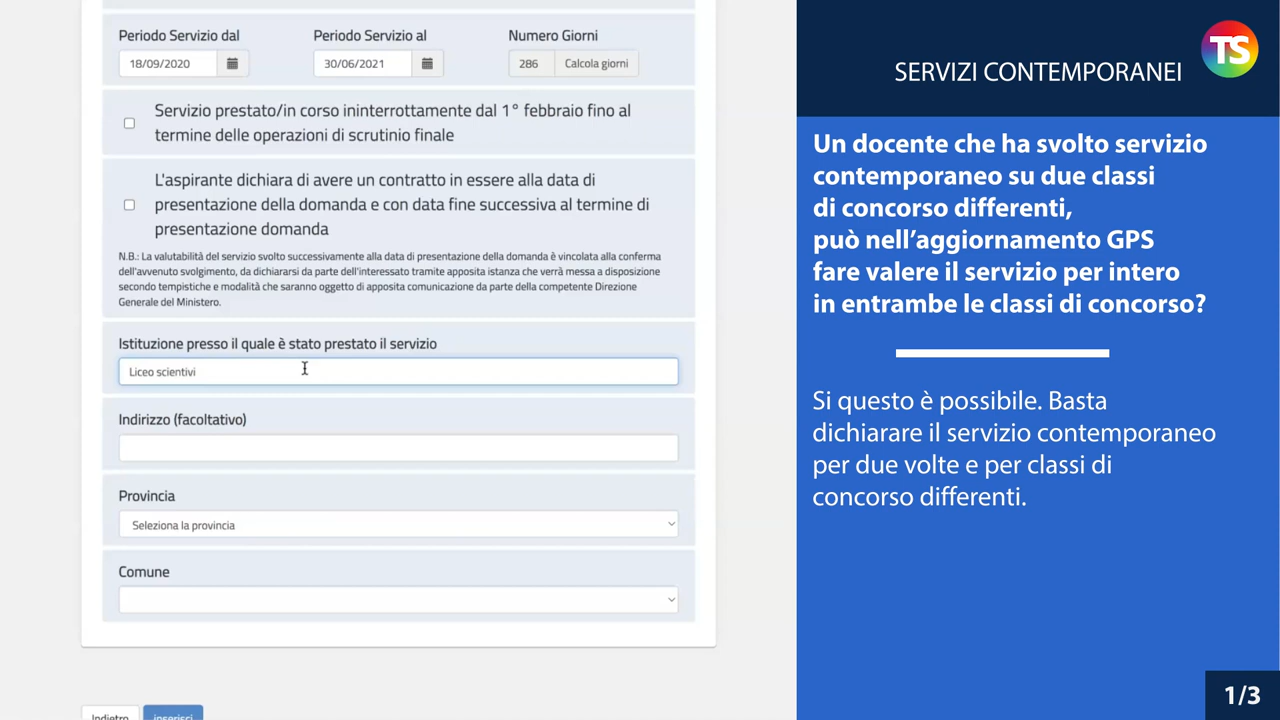 Periodo Servizio dal
Periodo Servizio al
Numero Giorni
18/09/2020
30/06/2021
286
Calcola giorni
Servizio prestato/in corso ininterrottamente dal 1° febbraio fino al
termine delle operazioni di scrutinio finale
L'aspirante dichiara di avere un contratto in essere alla data di
presentazione della domanda e con data fine successiva al termine di
presentazione domanda
N.B.: La valutabilità del servizio svolto successivamente alla data di presentazione della domanda è vincolata alla conferma
dell'avvenuto svolgimento, da dichiararsi da parte dell'interessato tramite apposita istanza che verrà messa a disposizione
secondo tempistiche e modalità che saranno oggetto di apposita comunicazione da parte della competente Direzione
Generale del Ministero.
Istituzione presso il quale è stato prestato il servizio
Liceo scientivi
Indirizzo (facoltativo)
Provincia
Seleziona la provincia
Comune
Indietro
inserisci
TS
SERVIZI CONTEMPORANEI
Un docente che ha svolto servizio
contemporaneo su due classi
di concorso differenti,
può nell'aggiornamento GPS
fare valere il servizio per intero
in entrambe le classi di concorso?
Si questo è possibile. Basta
dichiarare il servizio contemporaneo
per due volte e per classi di
concorso differenti.
1/3